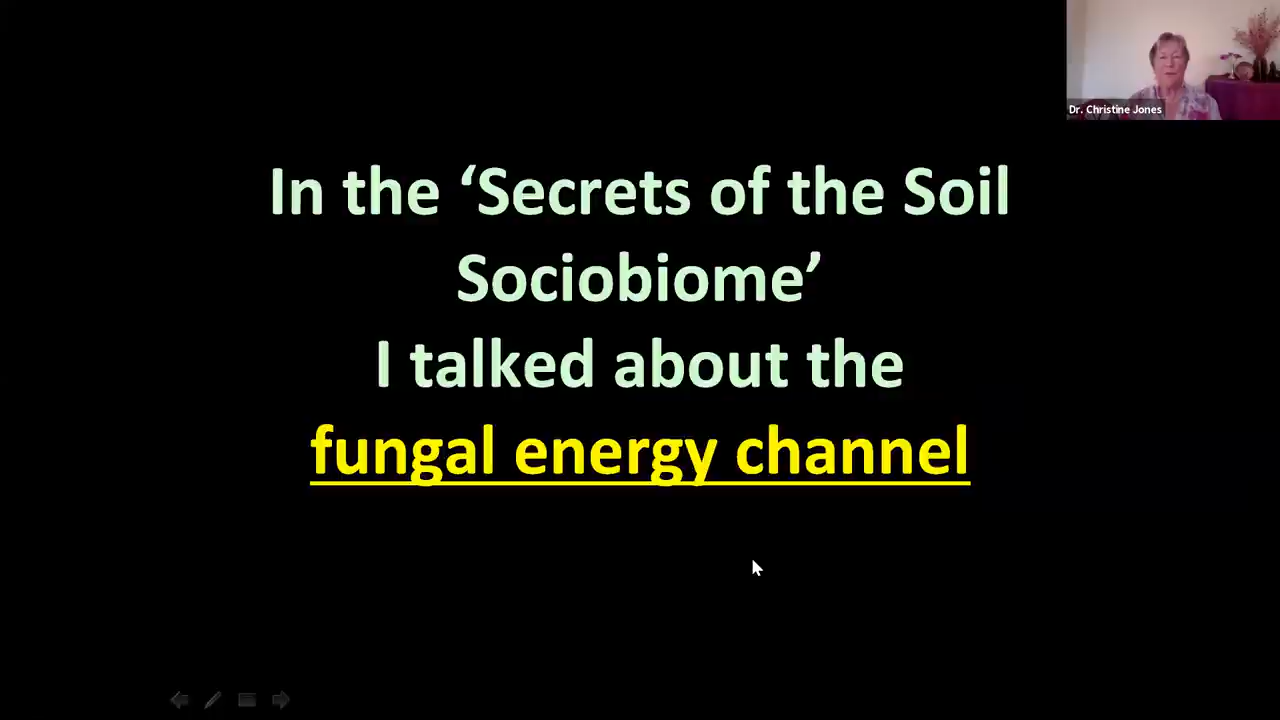 Dr. Christine Jones
In the ‘Secrets of the Soil
Sociobiome’
I talked about the
fungal energy channel